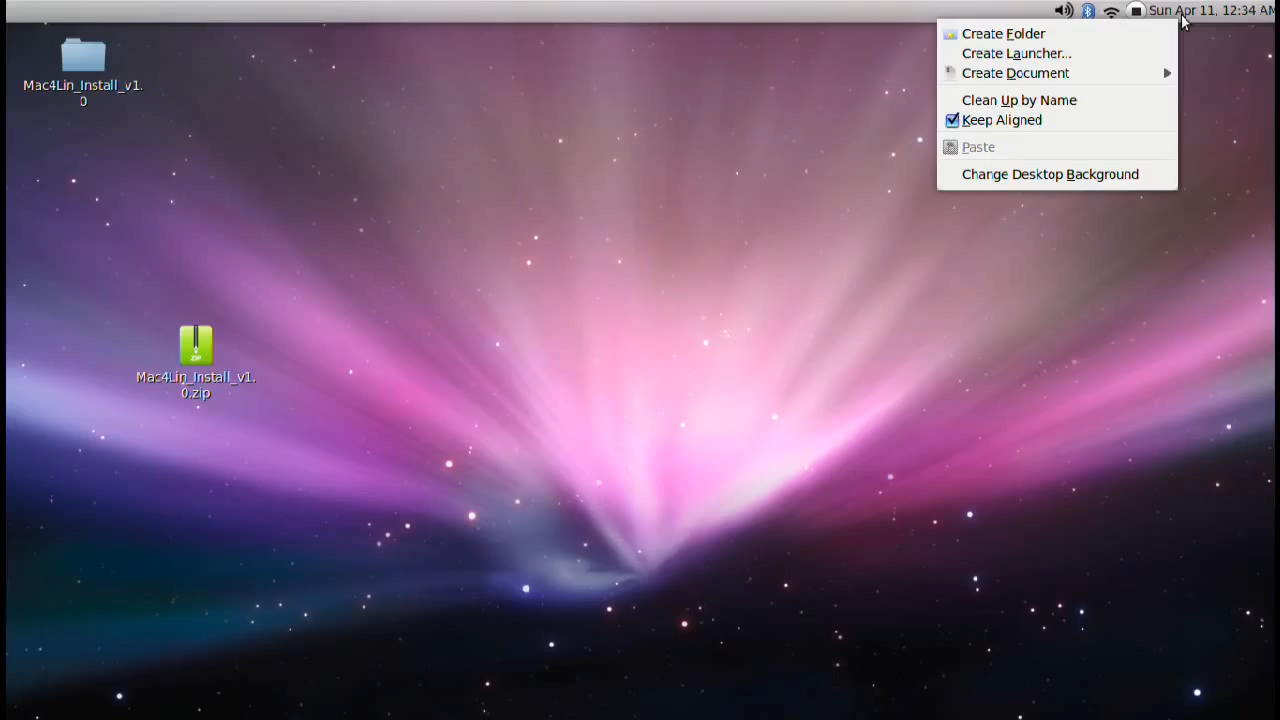 Sun Apr 11, 12:34 AM
Create Folder
Create Launcher...
Create Document
Clean Up by Name
Keep Aligned
Paste
Change Desktop Background
Mac4Lin_Install_v1.
0
ZIP
Mac4Lin_Install_v1.
0.zip